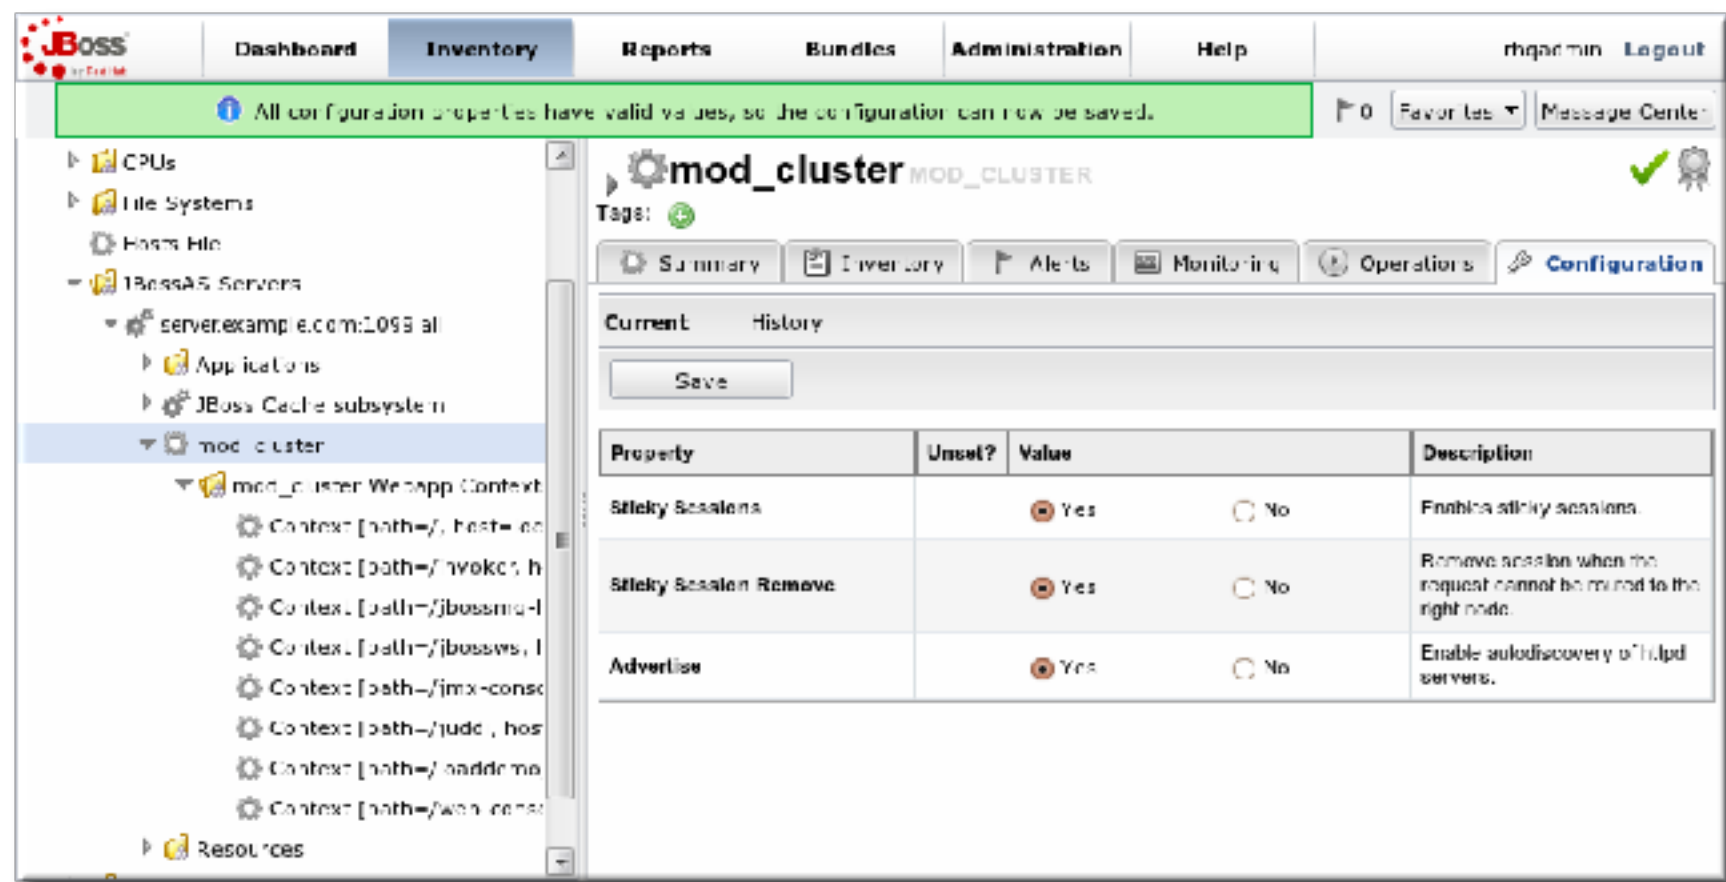 JBoss
by Red Hat
Dashboard Inventory Reports Bundles Administration Help rhqadmin Logout
All configuration properties have valid values, so the configuration can now be saved.
0 Favorites Message Center
CPUs
File Systems
Hosts File
JBossAS Servers
server.example.com:1099 all
Applications
JBoss Cache subsystem
mod_cluster
mod_cluster Webapp Context
Context [path=/, host=loc
Context [path=/invoker, h
Context [path=/jbossmq-
Context [path=/jbossws,
Context [path=/jmx-conso
Context [path=/juddi, hos
Context [path=/loaddemo
Context [path=/web-conso
Resources
mod_cluster MOD_CLUSTER
Tags:
Summary Inventory Alerts Monitoring Operations Configuration
Current History
Save
Property Unset? Value Description
Sticky Sessions Yes No Enables sticky sessions.
Sticky Session Remove Yes No Remove session when the
request cannot be routed to the
right node.
Advertise Yes No Enable autodiscovery of httpd
servers.